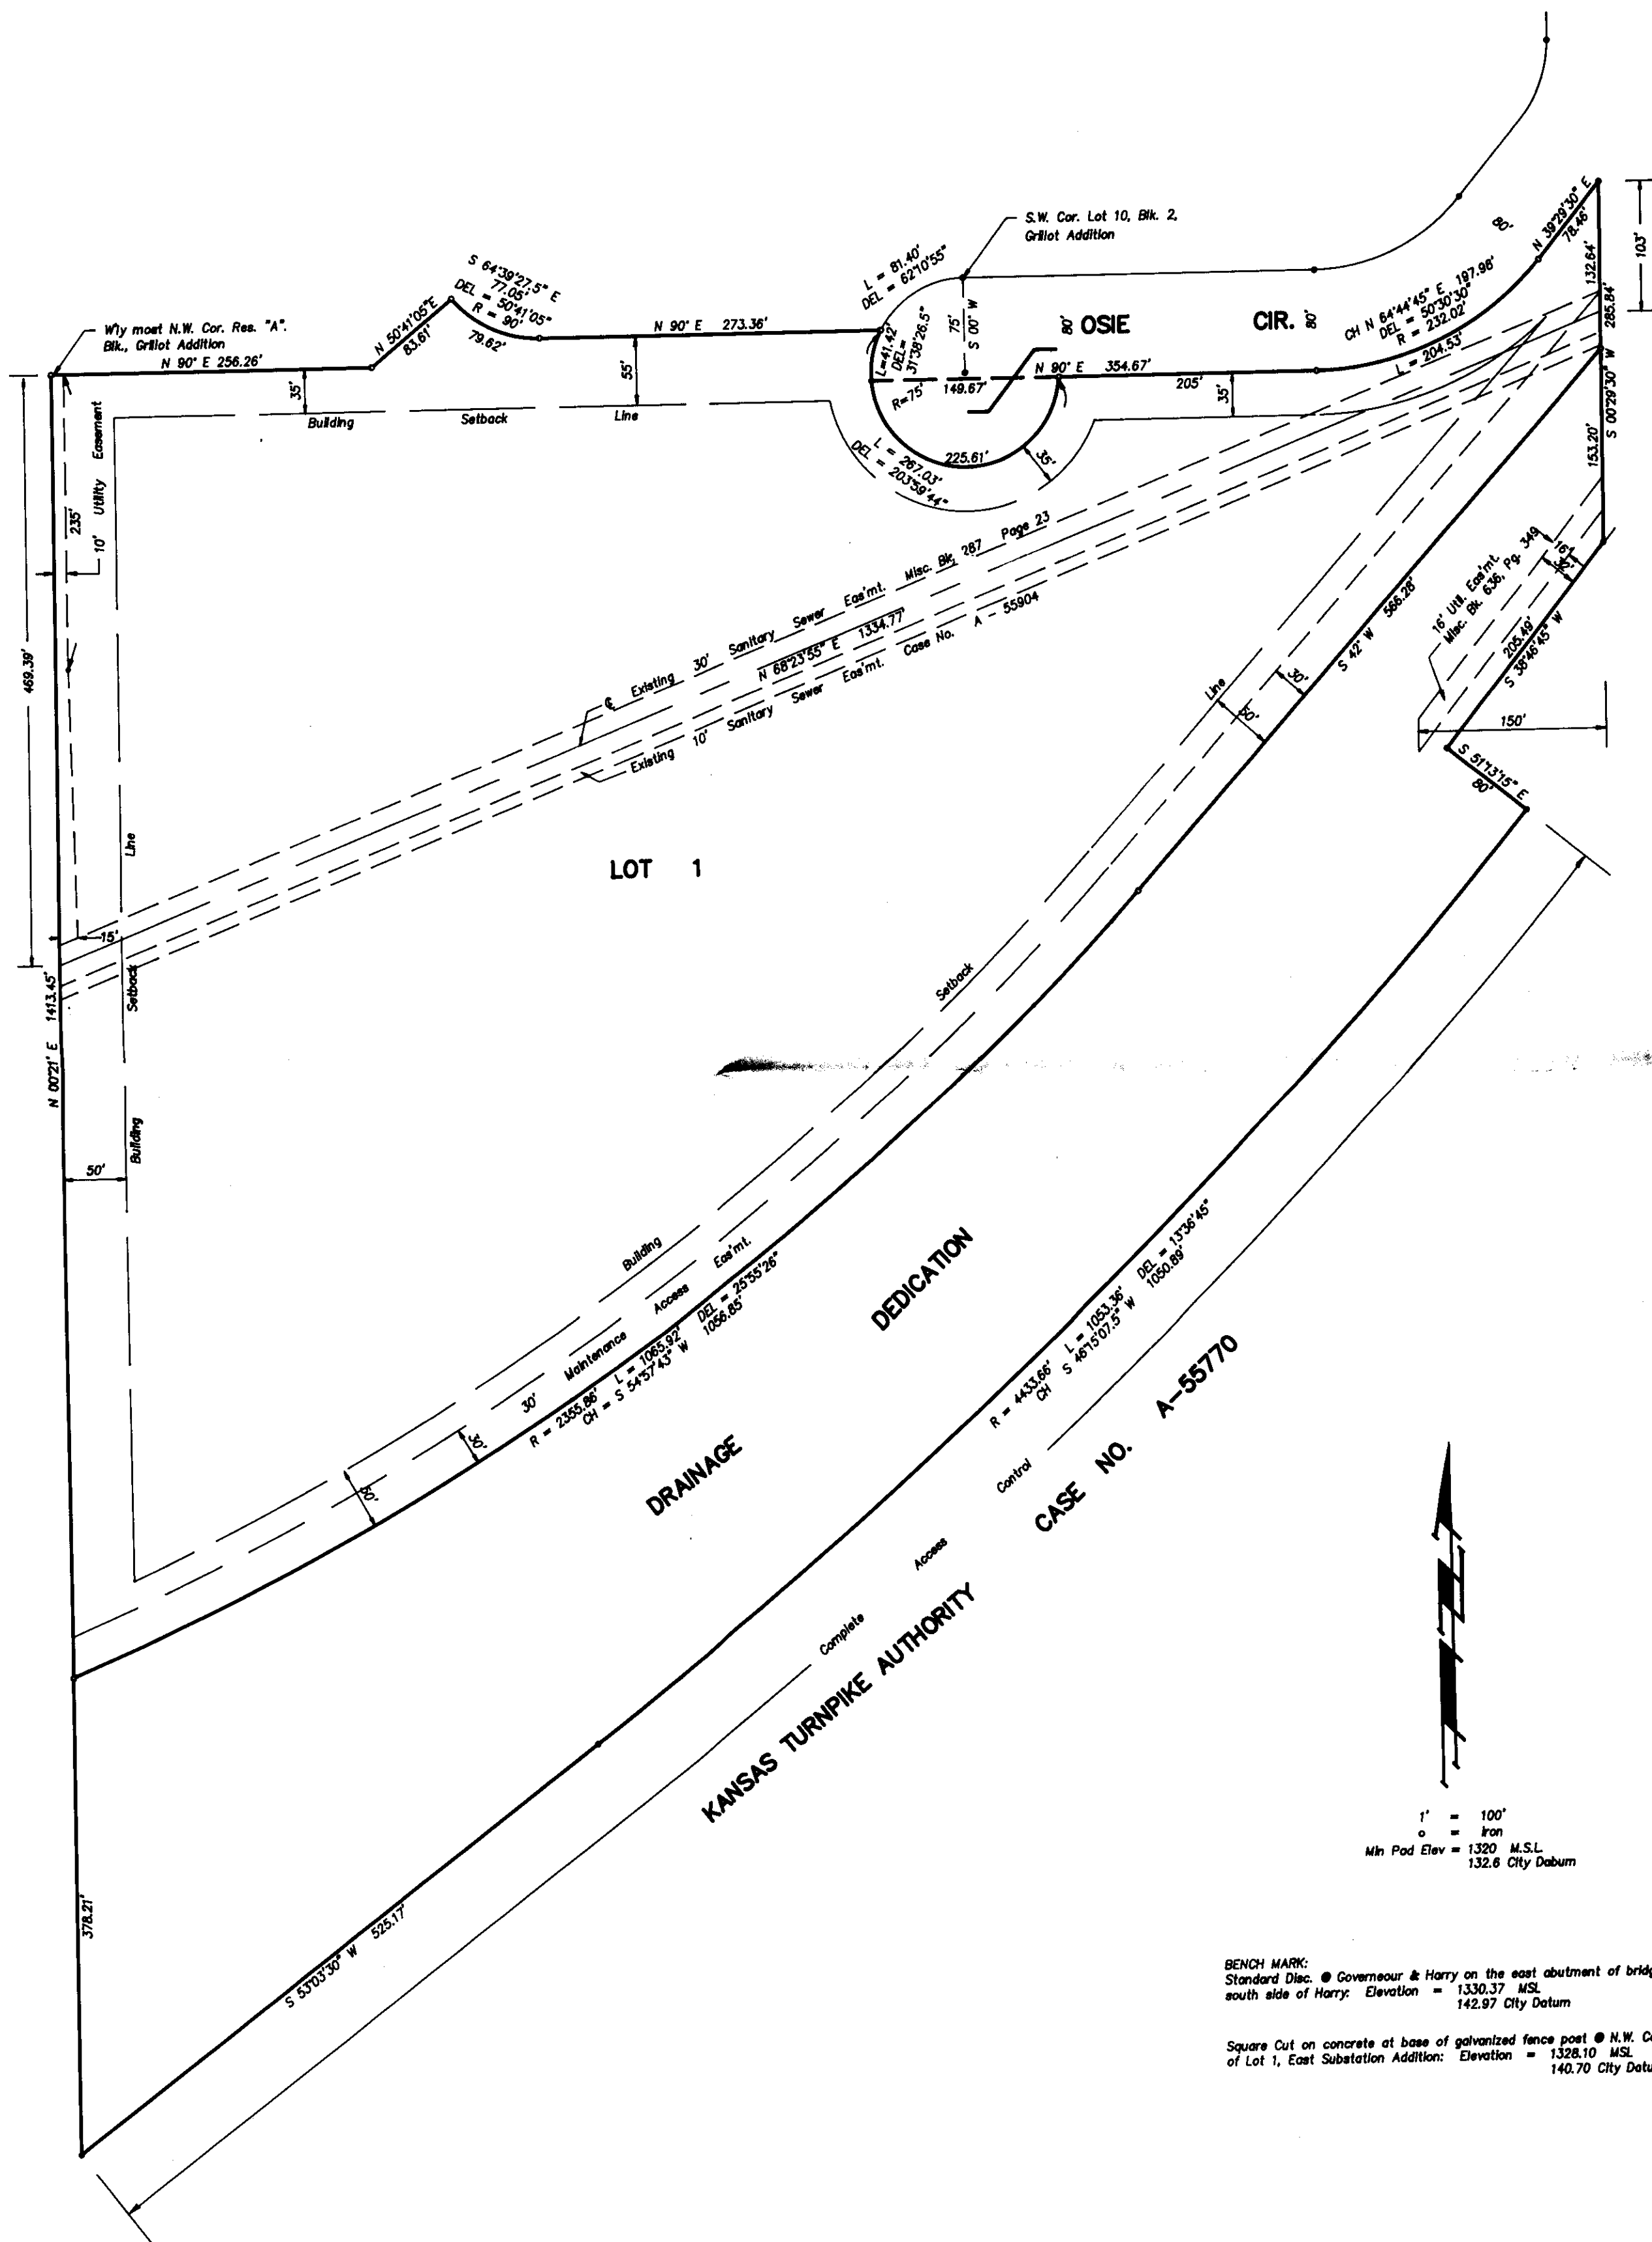 S.W. Cor. Lot 10, Blk. 2,
Grillot Addition
L = 81.40'
DEL = 62°10'55"
S 64°39'27.5" E
77.05'
DEL = 50°41'05"
R = 90'
79.62'
N 50°41'05"E
83.61'
W'ly most N.W. Cor. Res. "A".
Blk., Grillot Addition
N 90° E 256.26'
N 90° E 273.36'
L=41.42'
DEL=
31°38'26.5"
R=75'
75'
S 00° W
149.67'
80'
OSIE
CIR.
80'
80'
N 90° E 354.67'
205'
CH N 64°44'45" E 197.98'
DEL = 50°30'30"
R = 232.02'
L = 204.53'
N 39°29'30" E
78.46'
132.64'
103'
285.84'
S 00°29'30" W
153.20'
35'
55'
35'
35'
Building Setback Line
225.61'
L = 267.03'
DEL = 203°59'44"
235'
10' Utility Easement
469.39'
℄ Existing 30' Sanitary Sewer Eas'mt. Misc. Bk. 287 Page 23
N 68°23'55" E 1334.77'
Existing 10' Sanitary Sewer Eas'mt. Case No. A - 55904
16' Util. Eas'mt.
Misc. Bk. 636, Pg. 349
16'
205.49'
S 38°46'45" W
150'
S 51°13'15" E
80'
S 42° W 566.28'
30'
50'
Line
LOT 1
15'
Line
Setback
Building
N 00°21' E 1413.45'
50'
Setback
Building
30' Maintenance Access Eas'mt.
R = 2355.86' L = 1065.92' DEL = 25°55'26"
CH = S 54°57'43" W 1056.85'
30'
50'
DRAINAGE DEDICATION
R = 4433.66' L = 1053.36' DEL = 13°36'45"
CH S 46°15'07.5" W 1050.89'
Complete Access Control
KANSAS TURNPIKE AUTHORITY CASE NO. A-55770
378.21'
S 53°03'30" W 525.17'
1' = 100'
o = Iron
Min Pad Elev = 1320 M.S.L.
132.6 City Dabum
BENCH MARK:
Standard Disc. @ Governeour & Harry on the east abutment of
south side of Harry: Elevation = 1330.37 MSL
142.97 City Datum
Square Cut on concrete at base of galvanized fence post @ N.W.
of Lot 1, East Substation Addition: Elevation = 1328.10 MSL
140.70 City